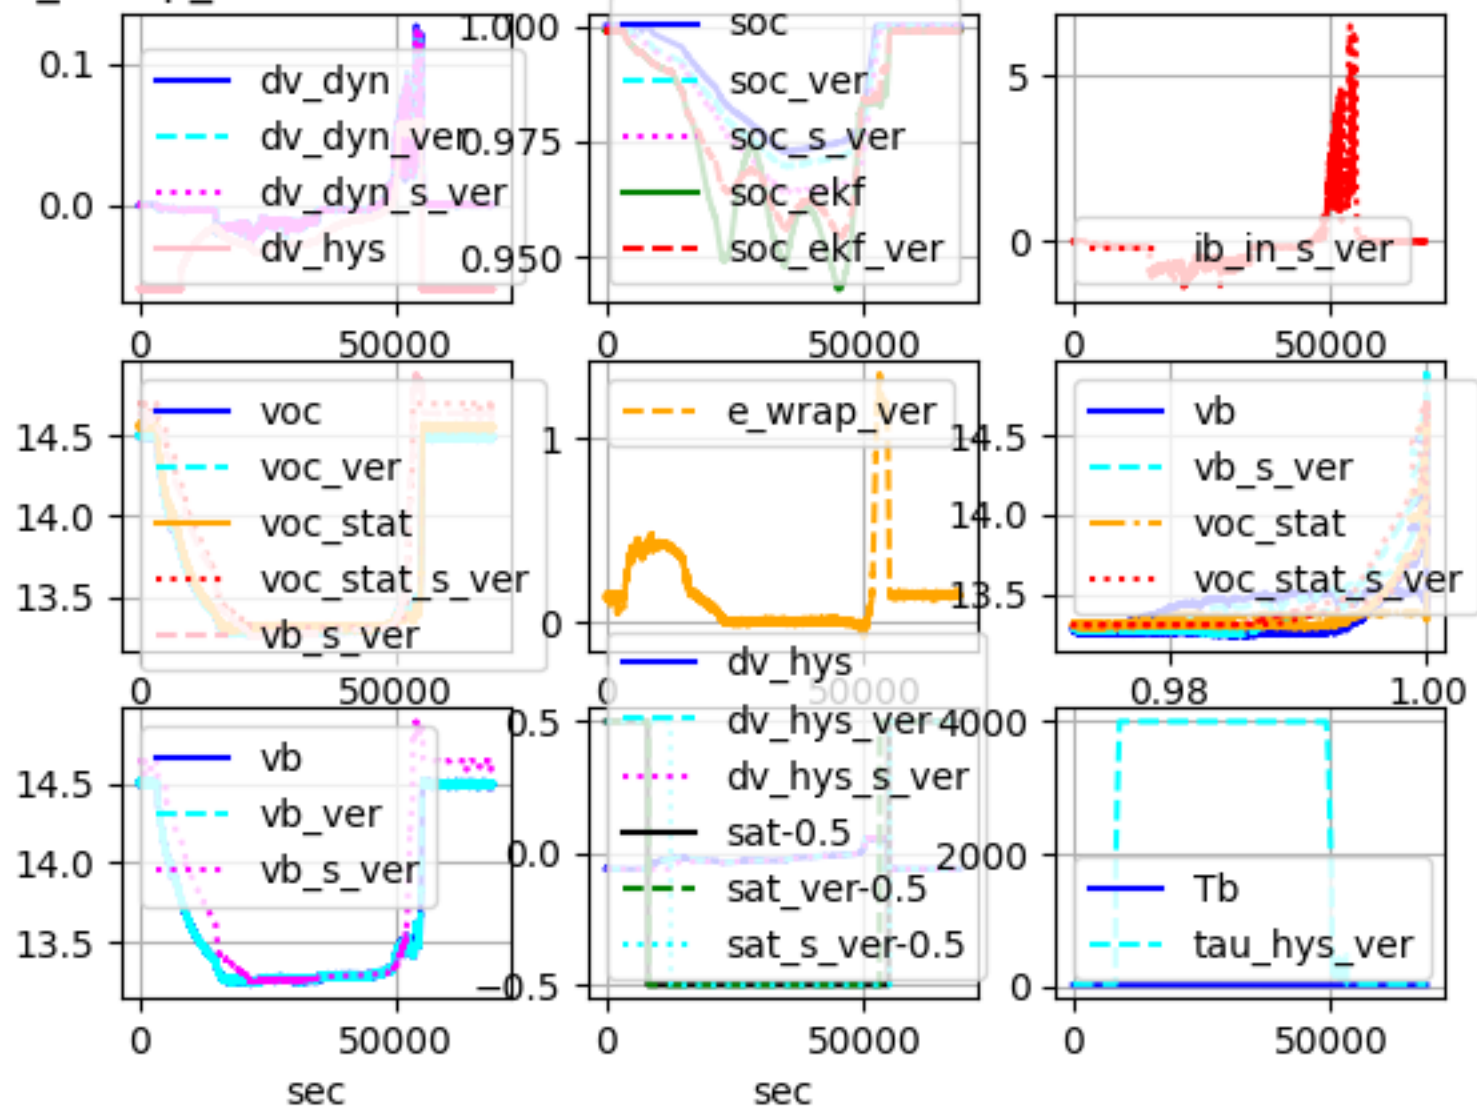 0.1
0.0
dv_dyn
dv_dyn_ver
dv_dyn_s_ver
dv_hys
0 50000
1.000
0.975
0.950
soc
soc_ver
soc_s_ver
soc_ekf
soc_ekf_ver
0 50000
5
0
ib_in_s_ver
0 50000
14.5
14.0
13.5
voc
voc_ver
voc_stat
voc_stat_s_ver
vb_s_ver
0 50000
1
0
e_wrap_ver
0 50000
14.5
14.0
13.5
vb
vb_s_ver
voc_stat
voc_stat_s_ver
0.98 1.00
14.5
14.0
13.5
vb
vb_ver
vb_s_ver
0 50000
sec
0.5
0.0
−0.5
dv_hys
dv_hys_ver
dv_hys_s_ver
sat-0.5
sat_ver-0.5
sat_s_ver-0.5
0 50000
sec
4000
2000
0
Tb
tau_hys_ver
0 50000